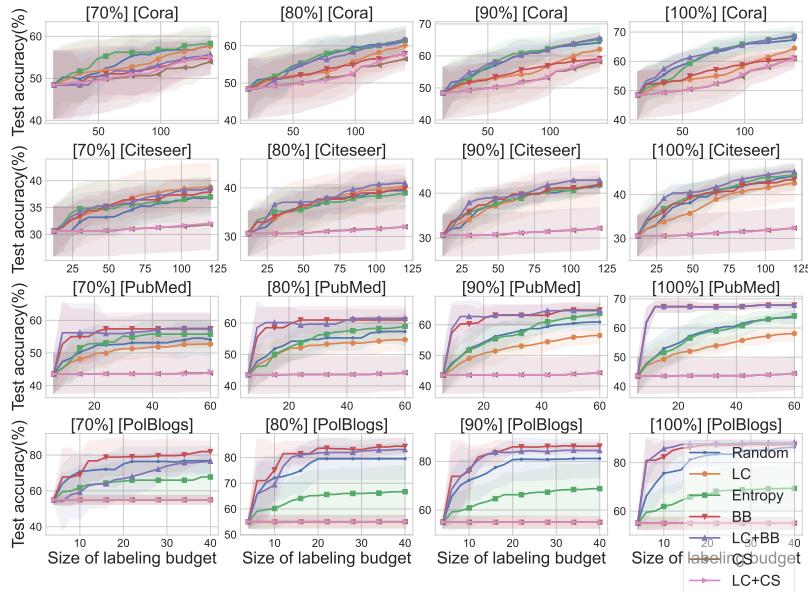 [70%] [Cora] [80%] [Cora] [90%] [Cora] [100%] [Cora]
Test accuracy(%)
60 50 40
60 50 40
70 60 50 40
70 60 50 40
50 100 50 100 50 100 50 100
[70%] [Citeseer] [80%] [Citeseer] [90%] [Citeseer] [100%] [Citeseer]
Test accuracy(%)
40 35 30
40 30
40 30
40 30
25 50 75 100 125 25 50 75 100 125 25 50 75 100 125 25 50 75 100 125
[70%] [PubMed] [80%] [PubMed] [90%] [PubMed] [100%] [PubMed]
Test accuracy(%)
60 50 40
60 50 40
60 50 40
70 60 50 40
20 40 60 20 40 60 20 40 60 20 40 60
[70%] [PolBlogs] [80%] [PolBlogs] [90%] [PolBlogs] [100%] [PolBlogs]
Test accuracy(%)
80 60 40
80 70 60 50
80 60
80 60
10 20 30 40 10 20 30 40 10 20 30 40 10 20 30 40
Size of labeling budget Size of labeling budget Size of labeling budget Size of labeling budget
Random
LC
Entropy
BB
LC+BB
CS
LC+CS